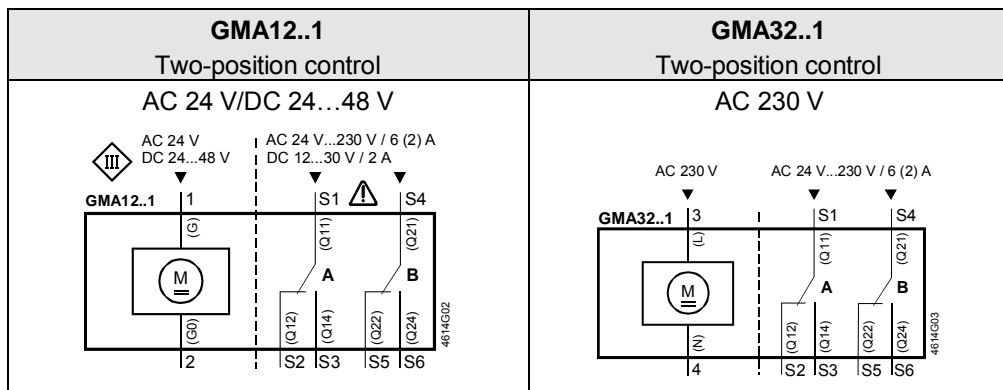 GMA12..1
Two-position control
GMA32..1
Two-position control
AC 24 V/DC 24…48 V
AC 230 V
III
AC 24 V
DC 24...48 V
AC 24 V...230 V / 6 (2) A
DC 12...30 V / 2 A
GMA12..1
1
S1
S4
(G)
(Q11)
(Q21)
M
A
B
(G0)
(Q12)
(Q14)
(Q22)
(Q24)
2
S2
S3
S5
S6
4614G02
AC 230 V
AC 24 V...230 V / 6 (2) A
GMA32..1
3
S1
S4
(L)
(Q11)
(Q21)
M
A
B
(N)
(Q12)
(Q14)
(Q22)
(Q24)
4
S2
S3
S5
S6
4614G03